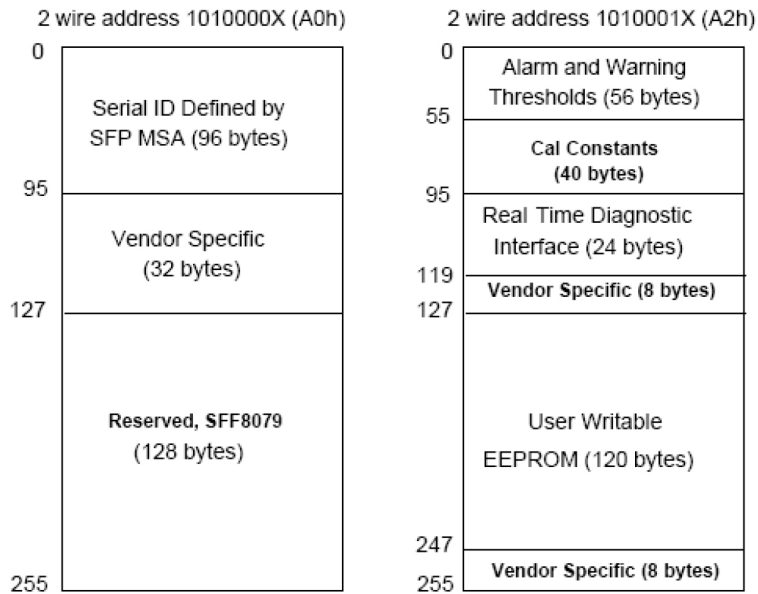 2 wire address 1010000X (A0h)
0
Serial ID Defined by
SFP MSA (96 bytes)
95
Vendor Specific
(32 bytes)
127
Reserved, SFF8079
(128 bytes)
255
2 wire address 1010001X (A2h)
0
Alarm and Warning
Thresholds (56 bytes)
55
Cal Constants
(40 bytes)
95
Real Time Diagnostic
Interface (24 bytes)
119
Vendor Specific (8 bytes)
127
User Writable
EEPROM (120 bytes)
247
Vendor Specific (8 bytes)
255